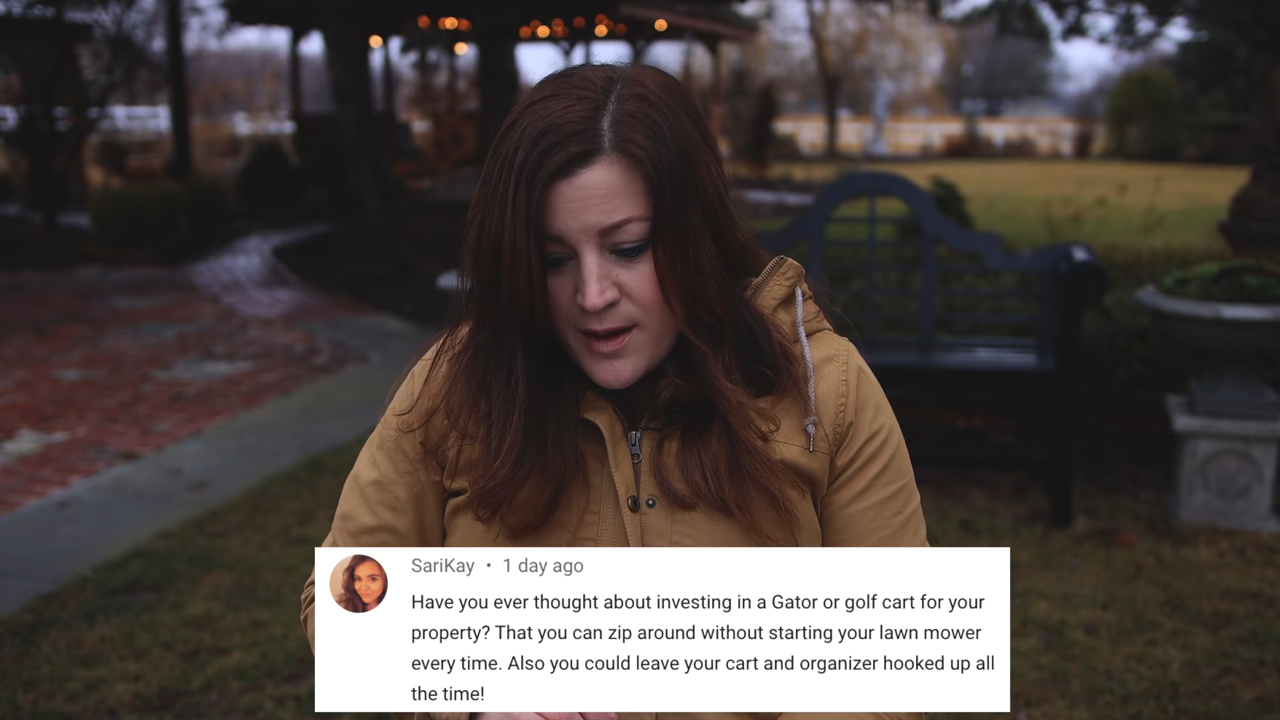 SariKay • 1 day ago
Have you ever thought about investing in a Gator or golf cart for your
property? That you can zip around without starting your lawn mower
every time. Also you could leave your cart and organizer hooked up all
the time!